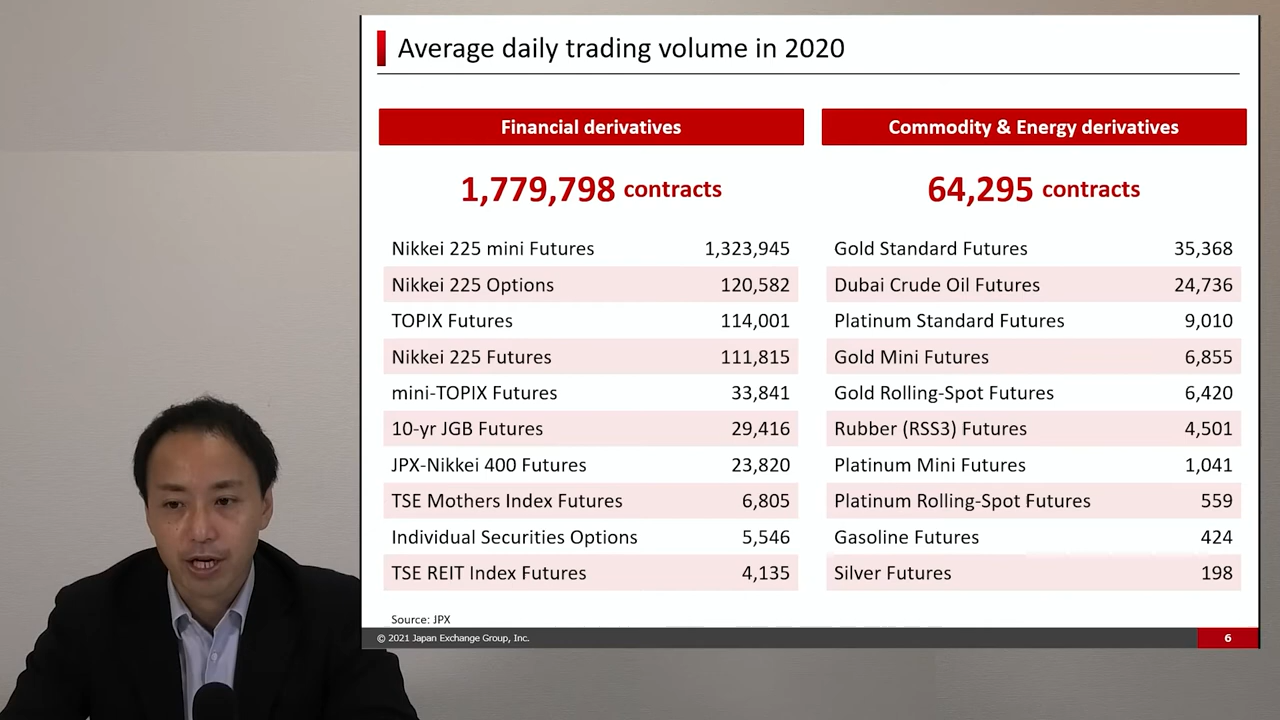 Average daily trading volume in 2020
Financial derivatives
1,779,798 contracts
Nikkei 225 mini Futures 1,323,945
Nikkei 225 Options 120,582
TOPIX Futures 114,001
Nikkei 225 Futures 111,815
mini-TOPIX Futures 33,841
10-yr JGB Futures 29,416
JPX-Nikkei 400 Futures 23,820
TSE Mothers Index Futures 6,805
Individual Securities Options 5,546
TSE REIT Index Futures 4,135
Commodity & Energy derivatives
64,295 contracts
Gold Standard Futures 35,368
Dubai Crude Oil Futures 24,736
Platinum Standard Futures 9,010
Gold Mini Futures 6,855
Gold Rolling-Spot Futures 6,420
Rubber (RSS3) Futures 4,501
Platinum Mini Futures 1,041
Platinum Rolling-Spot Futures 559
Gasoline Futures 424
Silver Futures 198
Source: JPX
© 2021 Japan Exchange Group, Inc. 6